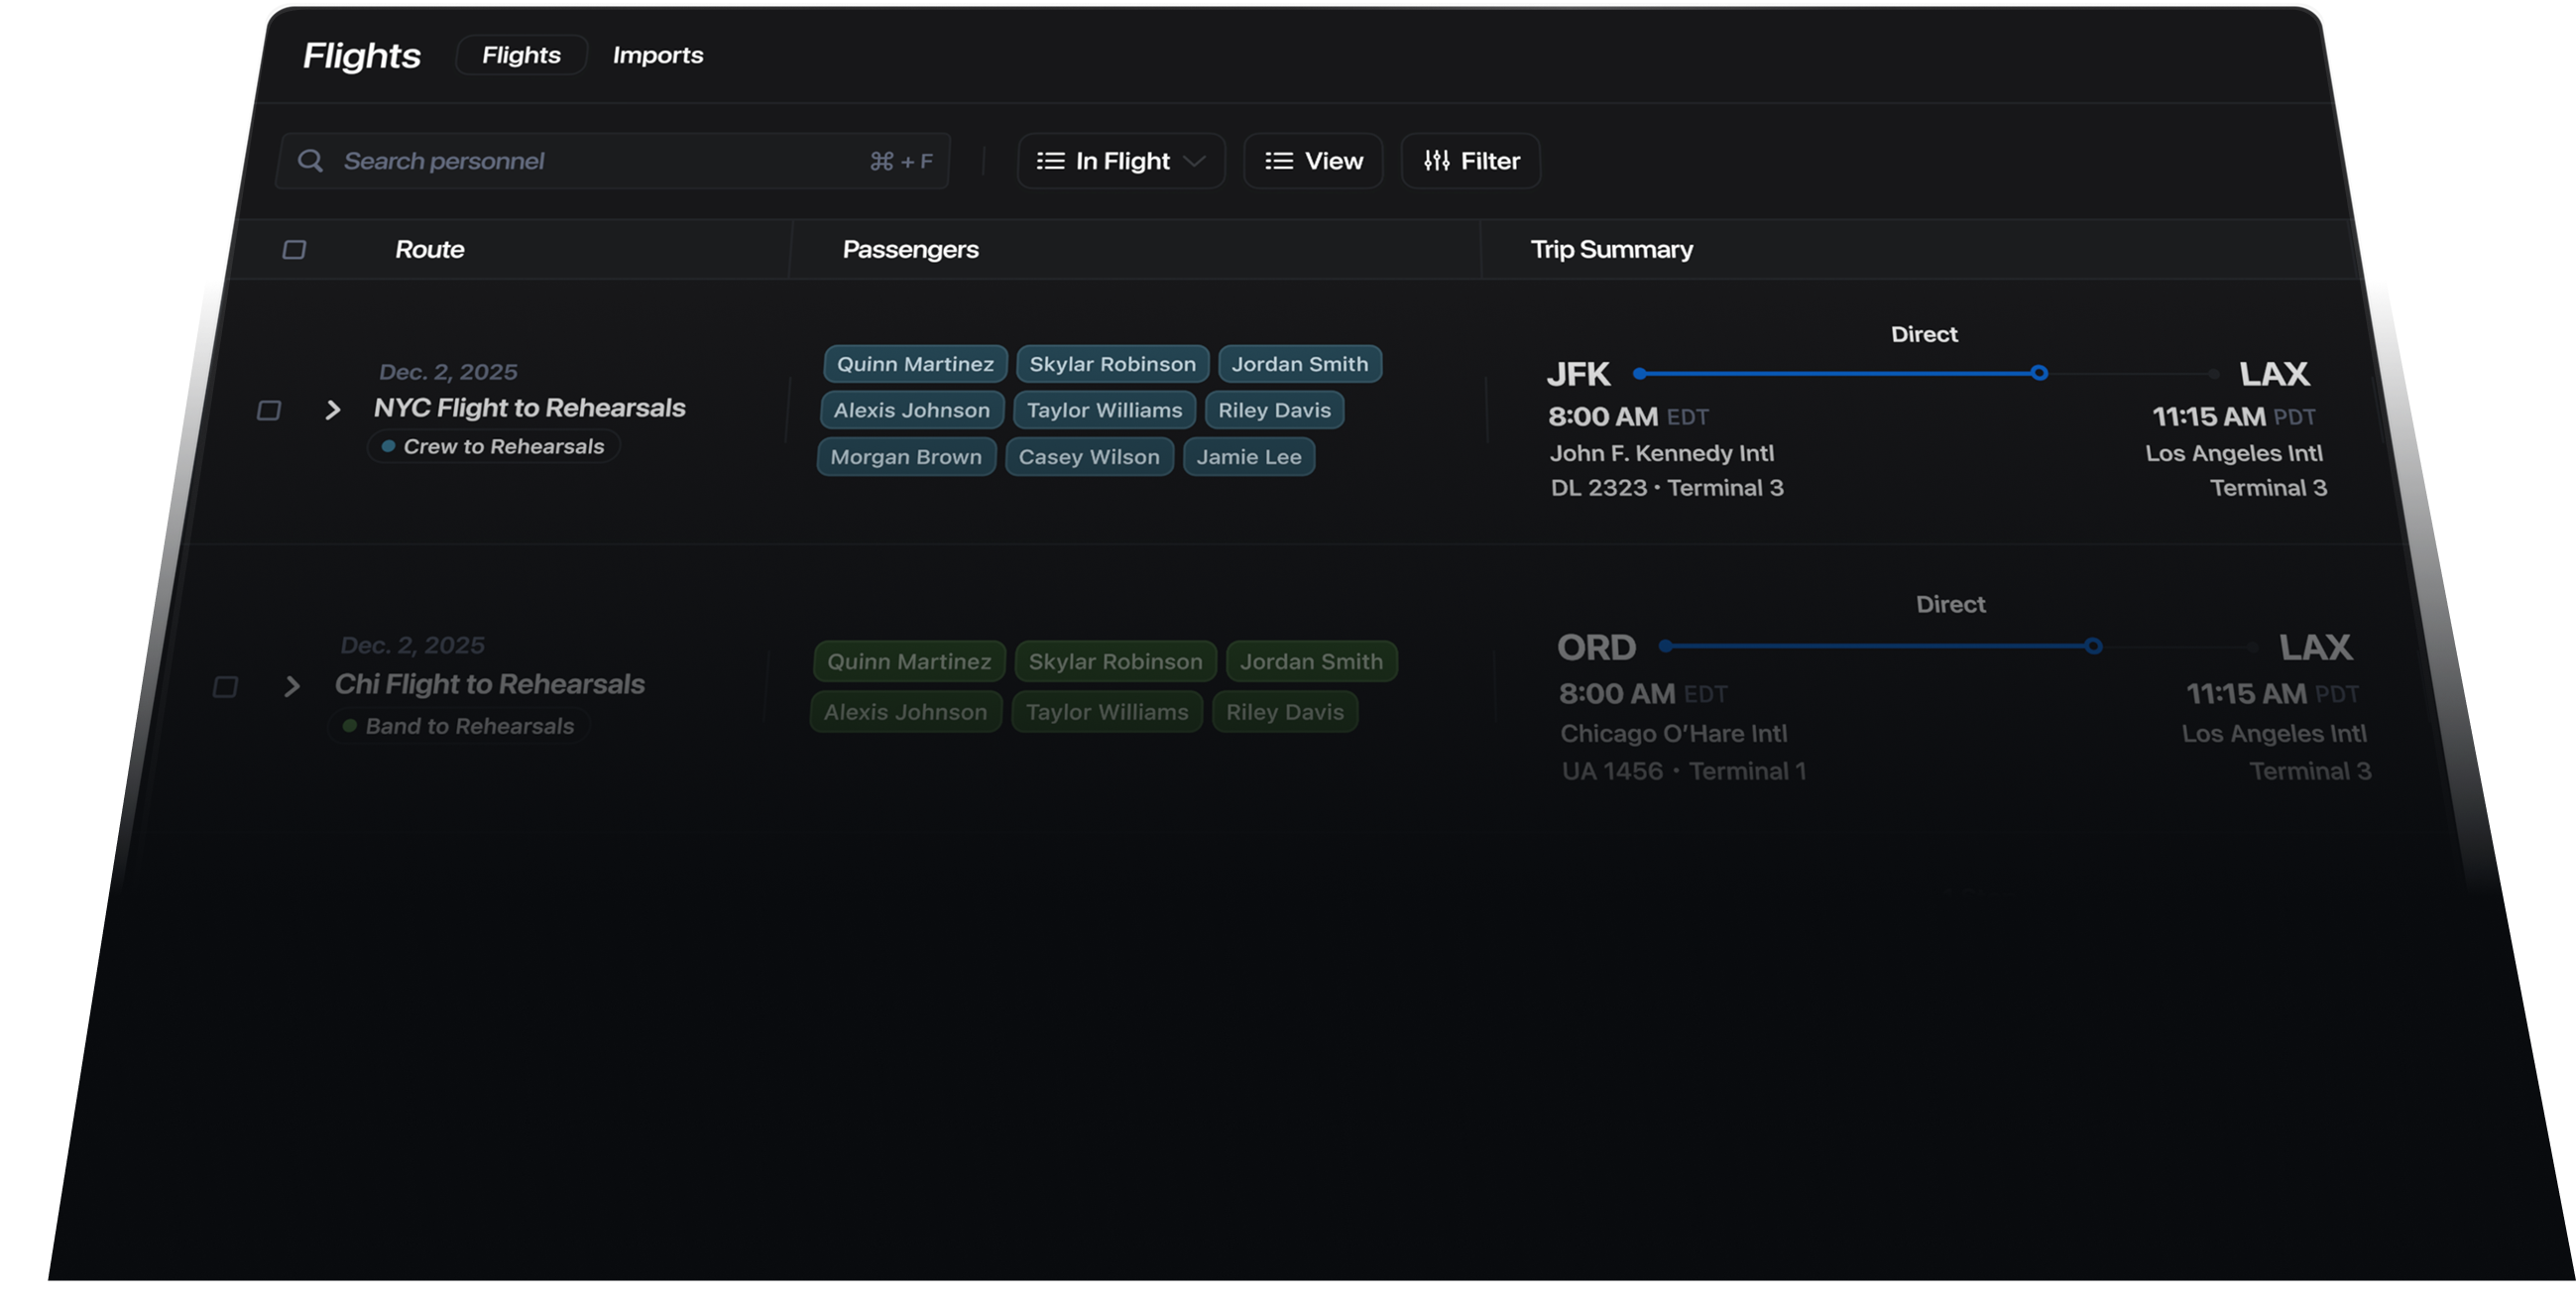 Flights Flights Imports
Search personnel ⌘ + F In Flight View Filter
Route Passengers Trip Summary
Dec. 2, 2025
NYC Flight to Rehearsals
Crew to Rehearsals
Quinn Martinez Skylar Robinson Jordan Smith
Alexis Johnson Taylor Williams Riley Davis
Morgan Brown Casey Wilson Jamie Lee
Direct
JFK LAX
8:00 AM EDT 11:15 AM PDT
John F. Kennedy Intl Los Angeles Intl
DL 2323 • Terminal 3 Terminal 3
Dec. 2, 2025
Chi Flight to Rehearsals
Band to Rehearsals
Quinn Martinez Skylar Robinson Jordan Smith
Alexis Johnson Taylor Williams Riley Davis
Direct
ORD LAX
8:00 AM EDT 11:15 AM PDT
Chicago O’Hare Intl Los Angeles Intl
UA 1456 • Terminal 1 Terminal 3